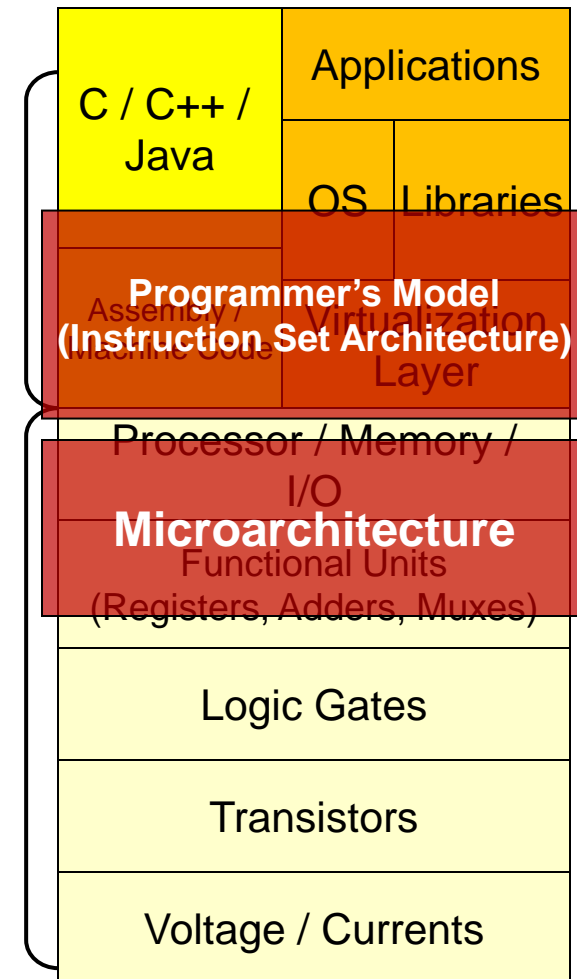 C / C++ /
Java
Applications
OS
Libraries
Programmer’s Model
(Instruction Set Architecture)
Assembly /
Machine Code
Virtualization
Layer
Processor / Memory /
I/O
Microarchitecture
Functional Units
(Registers, Adders, Muxes)
Logic Gates
Transistors
Voltage / Currents